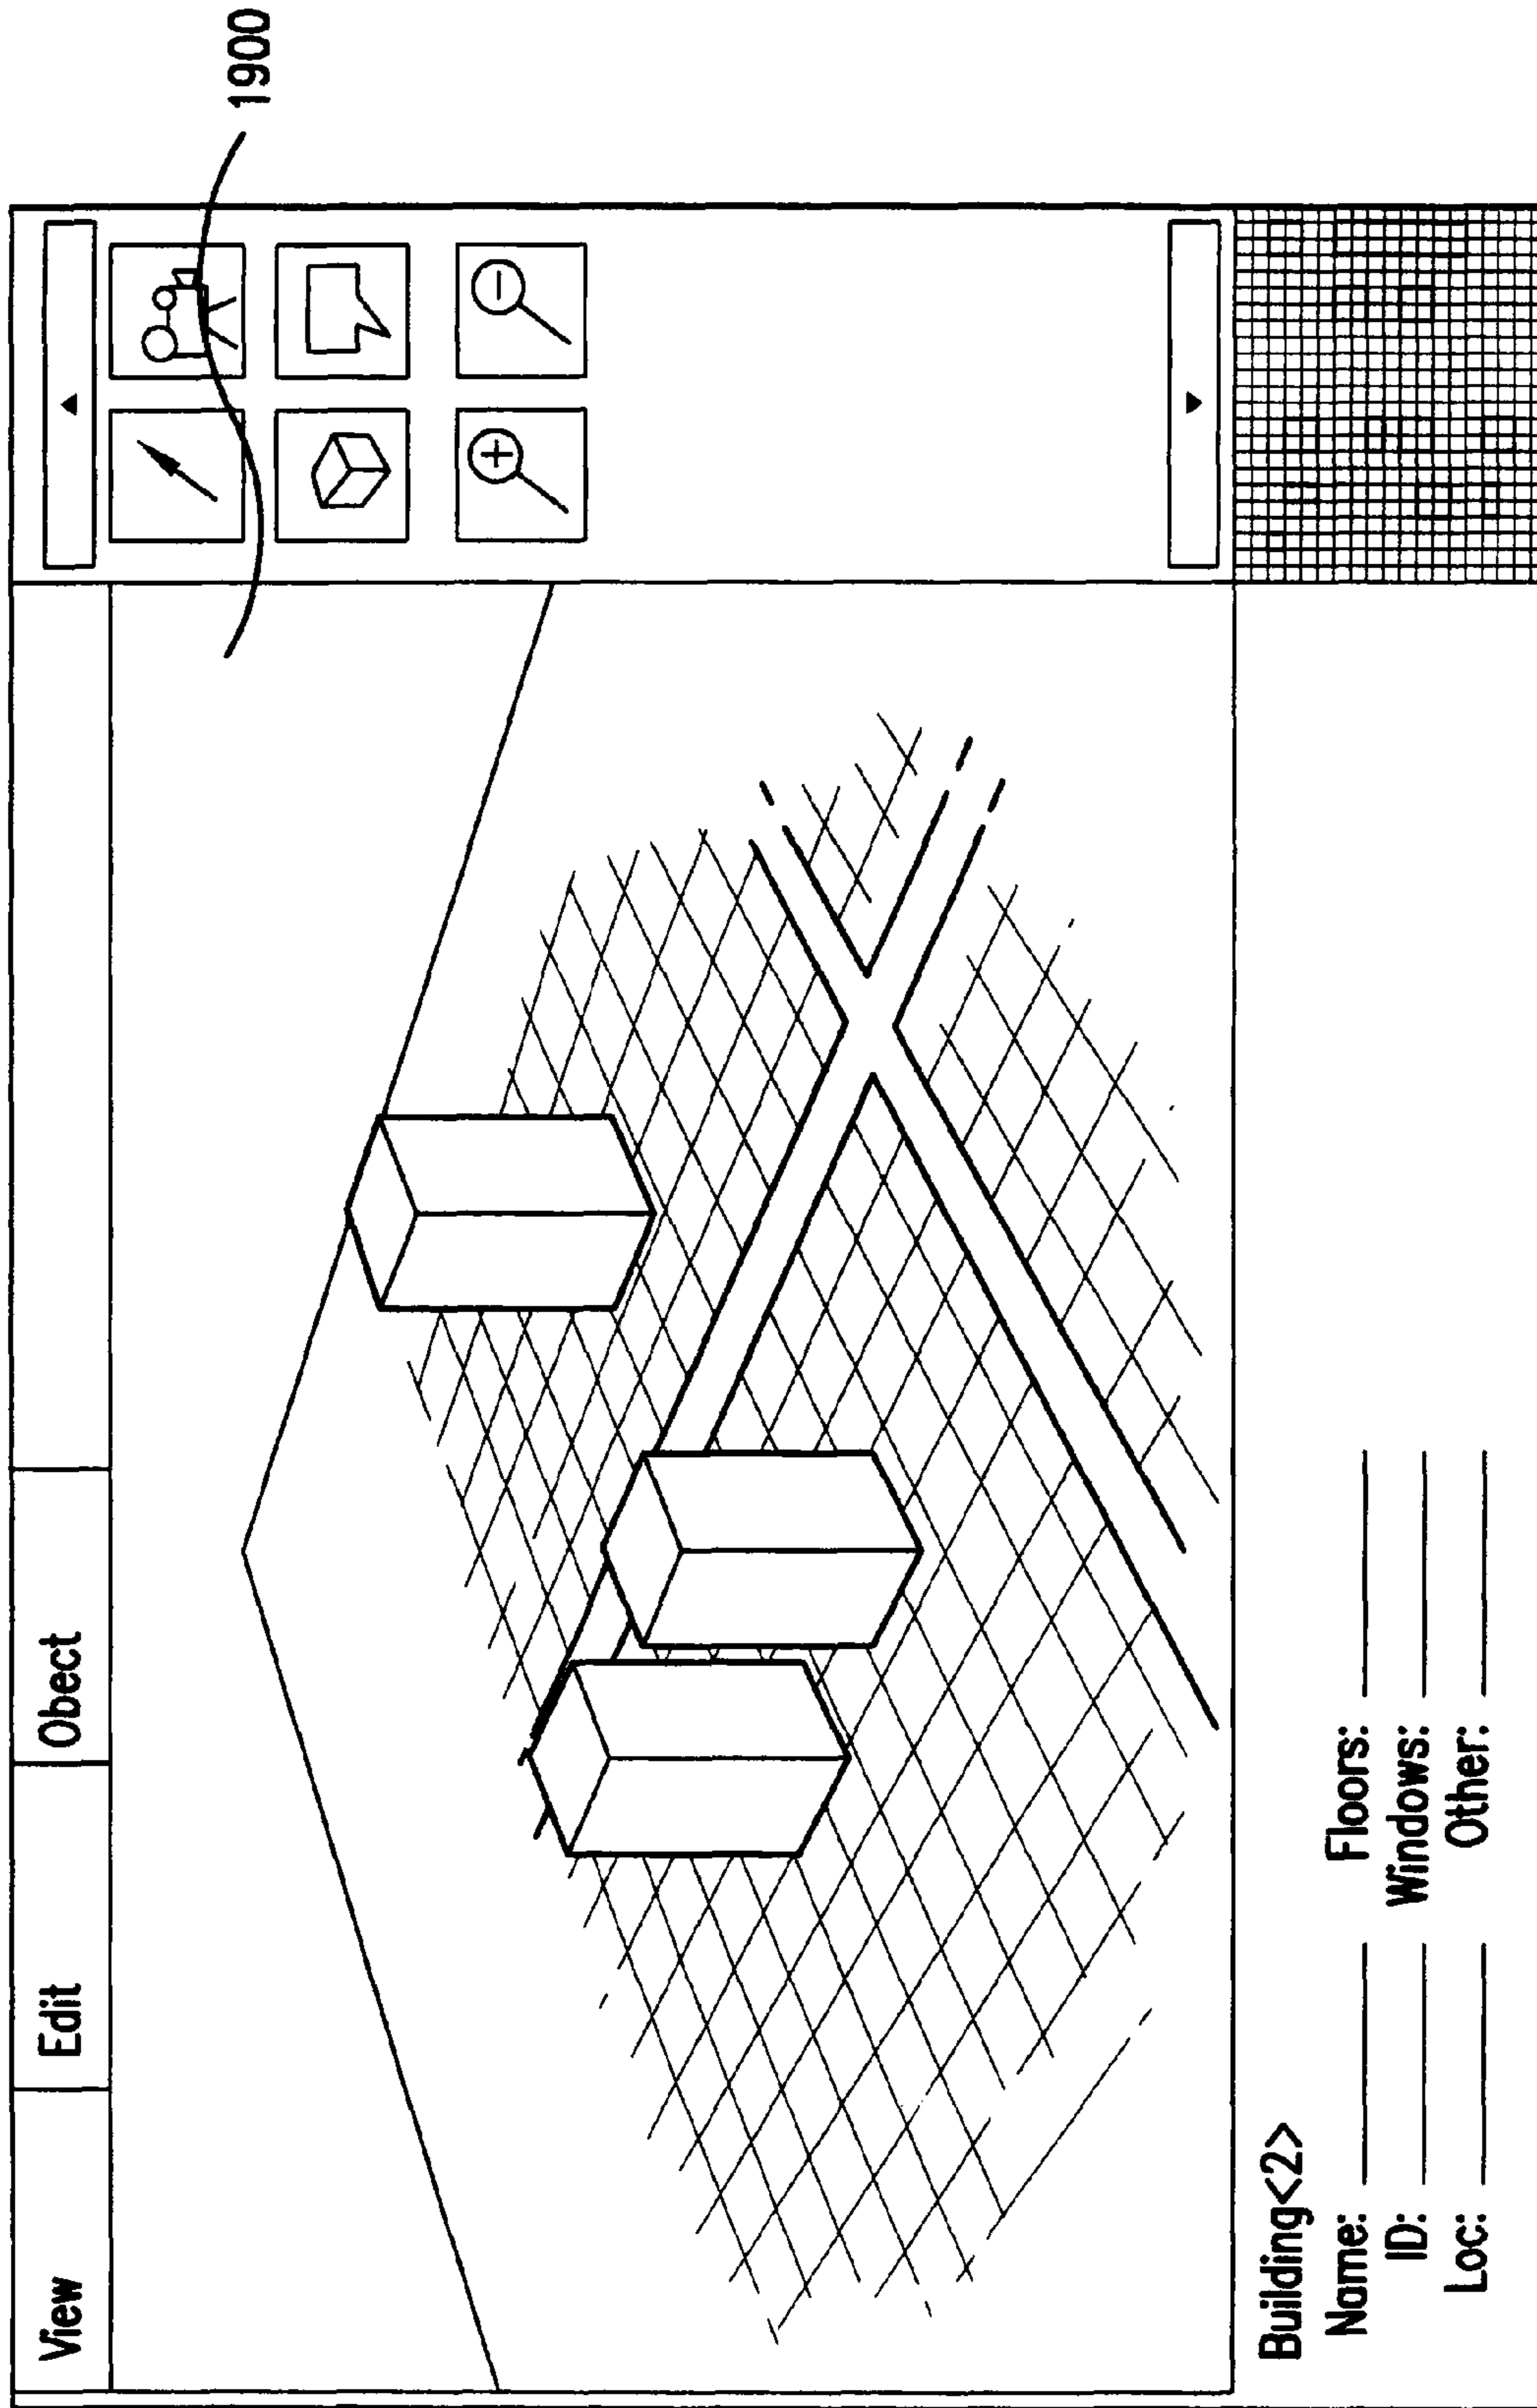 1900
View Edit Obect
Building<2>
Name: Floors:
ID: Windows:
Loc: Other: